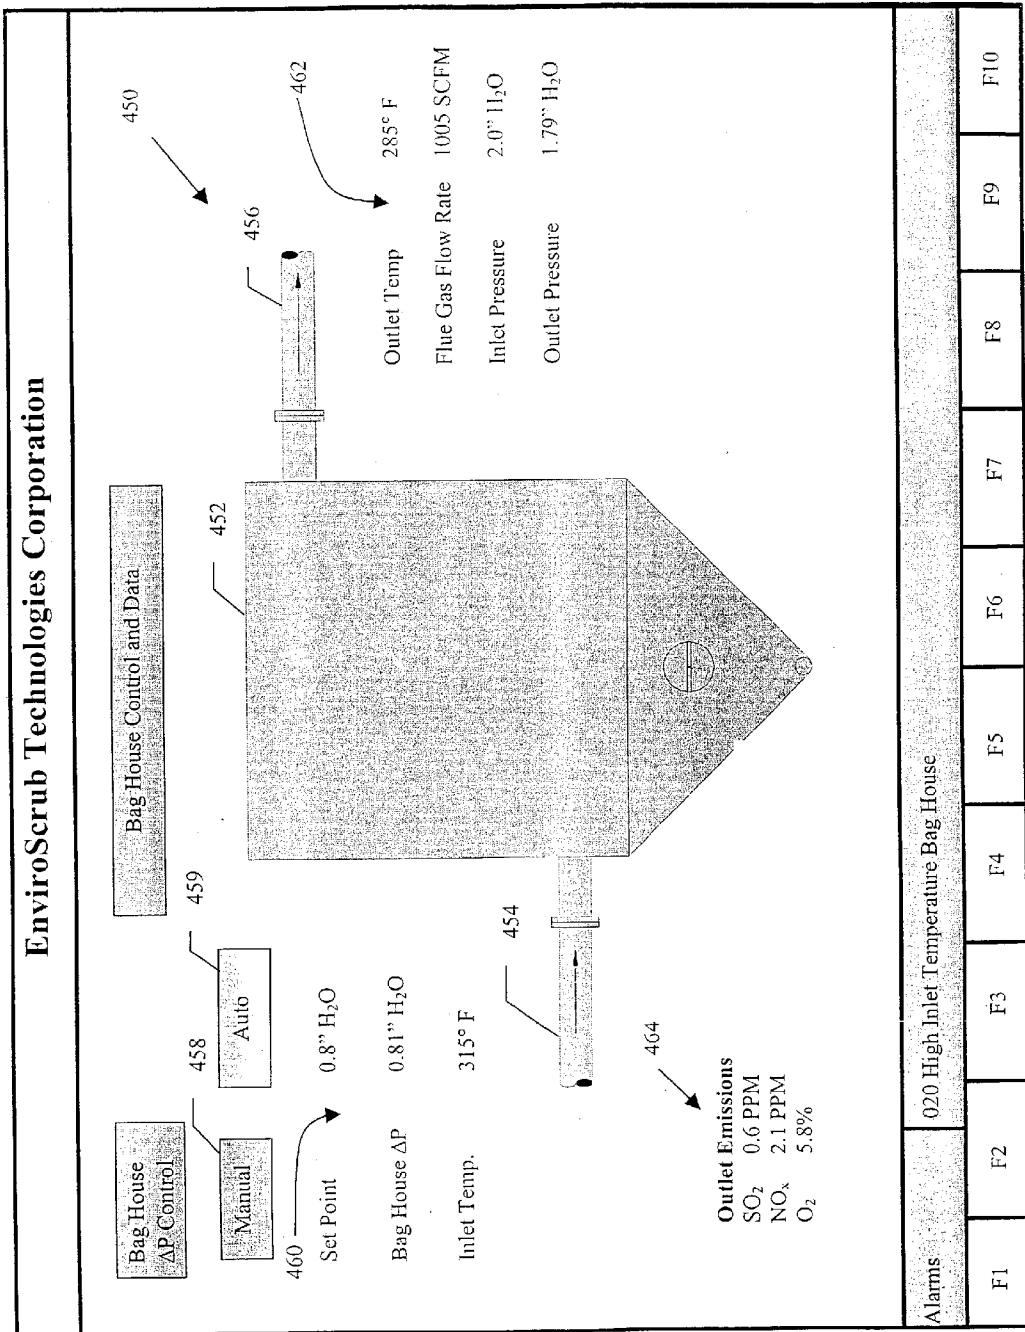 EnviroScrub Technologies Corporation
Bag House
ΔP Control
Bag House Control and Data
450
458
459
Manual
Auto
452
456
460
462
Set Point 0.8" H₂O
Bag House ΔP 0.81" H₂O
Inlet Temp. 315° F
Outlet Temp 285° F
Flue Gas Flow Rate 1005 SCFM
Inlet Pressure 2.0" H₂O
Outlet Pressure 1.79" H₂O
454
464
Outlet Emissions
SO₂ 0.6 PPM
NOₓ 2.1 PPM
O₂ 5.8%
Alarms 020 High Inlet Temperature Bag House
F1 F2 F3 F4 F5 F6 F7 F8 F9 F10